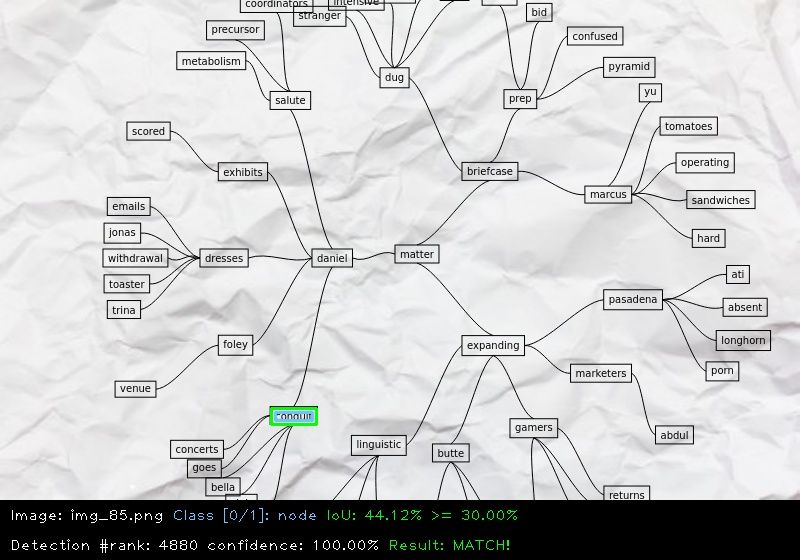 coordinators
intensive
stranger
bid
precursor
confused
metabolism
pyramid
dug
yu
salute
prep
tomatoes
scored
operating
exhibits
briefcase
marcus
sandwiches
emails
jonas
hard
withdrawal
dresses
daniel
matter
toaster
ati
trina
pasadena
absent
foley
expanding
longhorn
porn
venue
marketers
conquit
concerts
linguistic
gamers
abdul
goes
butte
bella
returns
Image: img_85.png Class [0/1]: node IoU: 44.12% >= 30.00%
Detection #rank: 4880 confidence: 100.00% Result: MATCH!